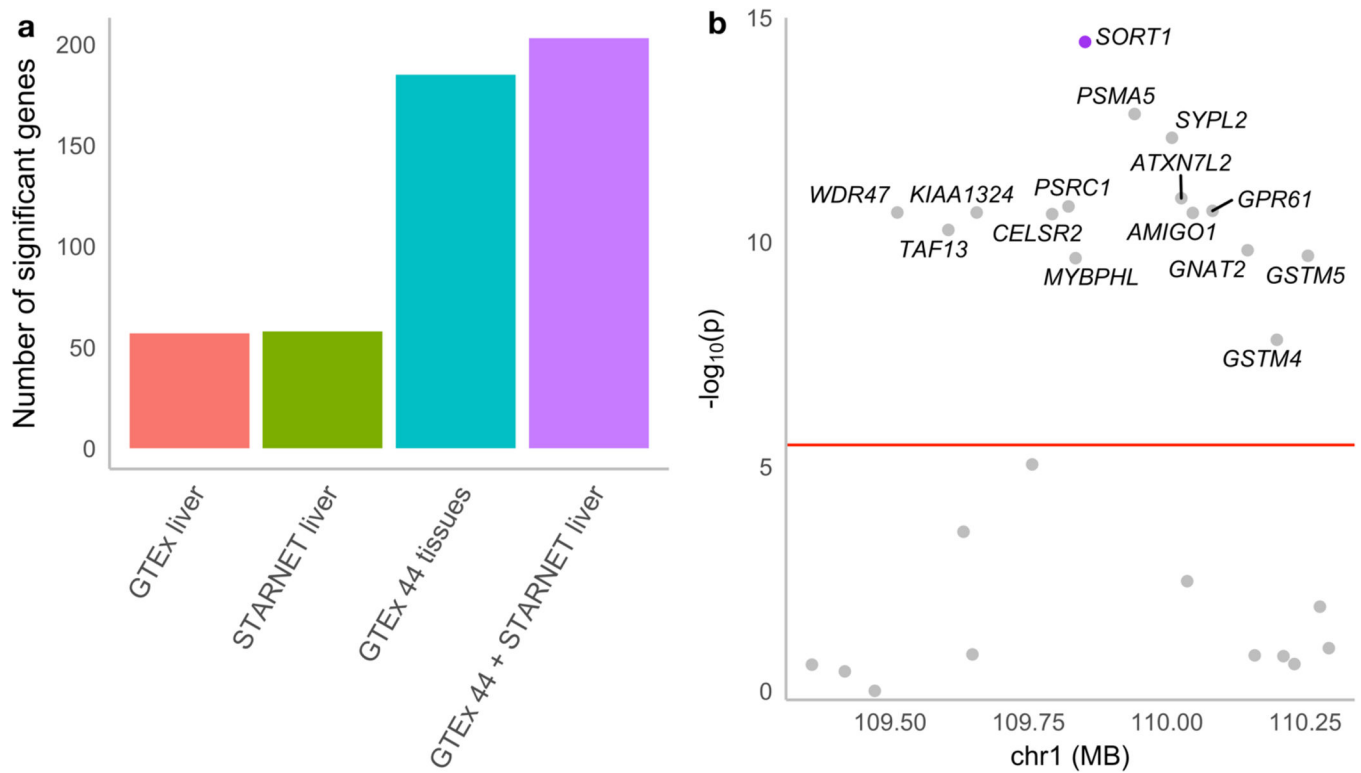 a
Number of significant genes
200
150
100
50
0
GTEx liver
STARNET liver
GTEx 44 tissues
GTEx 44 + STARNET liver
b
-log₁₀(p)
15
10
5
0
SORT1
PSMA5
SYPL2
ATXN7L2
WDR47 KIAA1324 PSRC1 GPR61
TAF13 CELSR2 AMIGO1
MYBPHL GNAT2 GSTM5
GSTM4
109.50 109.75 110.00 110.25
chr1 (MB)